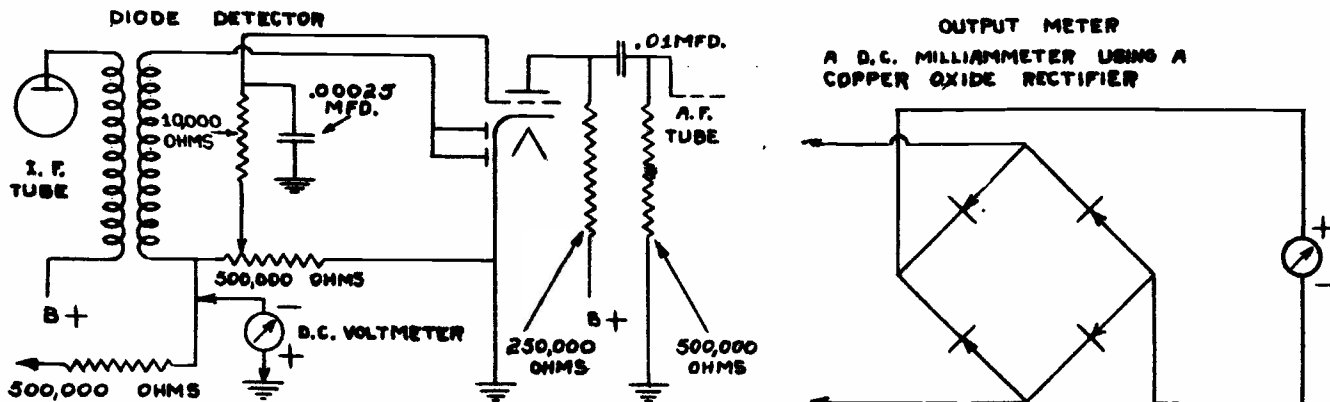 DIODE DETECTOR
I.F.
TUBE
10,000
OHMS
.00025
MFD.
.01MFD.
A.F.
TUBE
500,000 OHMS
B+
D.C. VOLTMETER
-
+
500,000 OHMS
250,000
OHMS
B+
500,000
OHMS
OUTPUT METER
A D.C. MILLIAMMETER USING A
COPPER OXIDE RECTIFIER
+
-